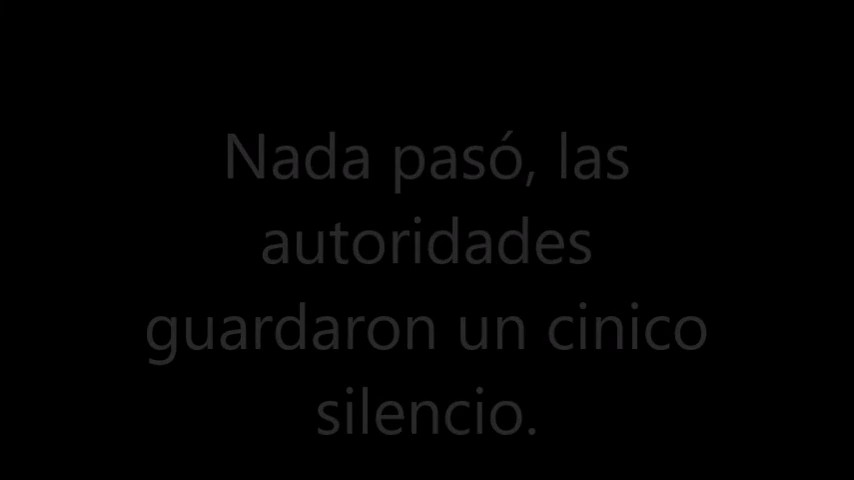 Nada pasó, las
autoridades
guardaron un cinico
silencio.